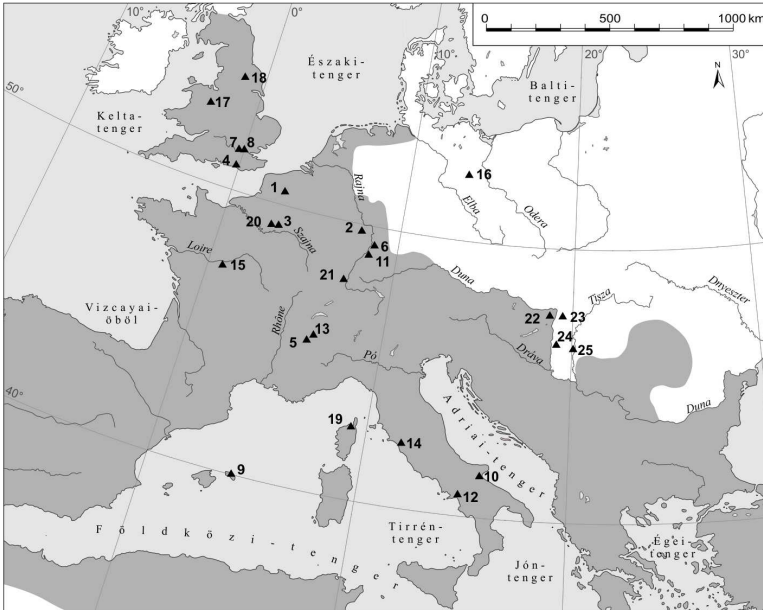 10°
0°
10°
0
500
1000 km
20°
30°
N
50°
40°
Északi-
tenger
Balti-
tenger
Kelta-
tenger
18
17
7
8
4
1
16
Rajna
Elba
Odera
20
3
Szajna
2
6
11
Loire
15
21
Duna
Tisza
Dnyeszter
Vizcayai-
öböl
Rhône
22
23
24
25
13
5
Pó
Dráva
Duna
19
14
Adriai-tenger
9
10
12
Földközi-tenger
Tirrén-
tenger
Jón-
tenger
Égei-
tenger